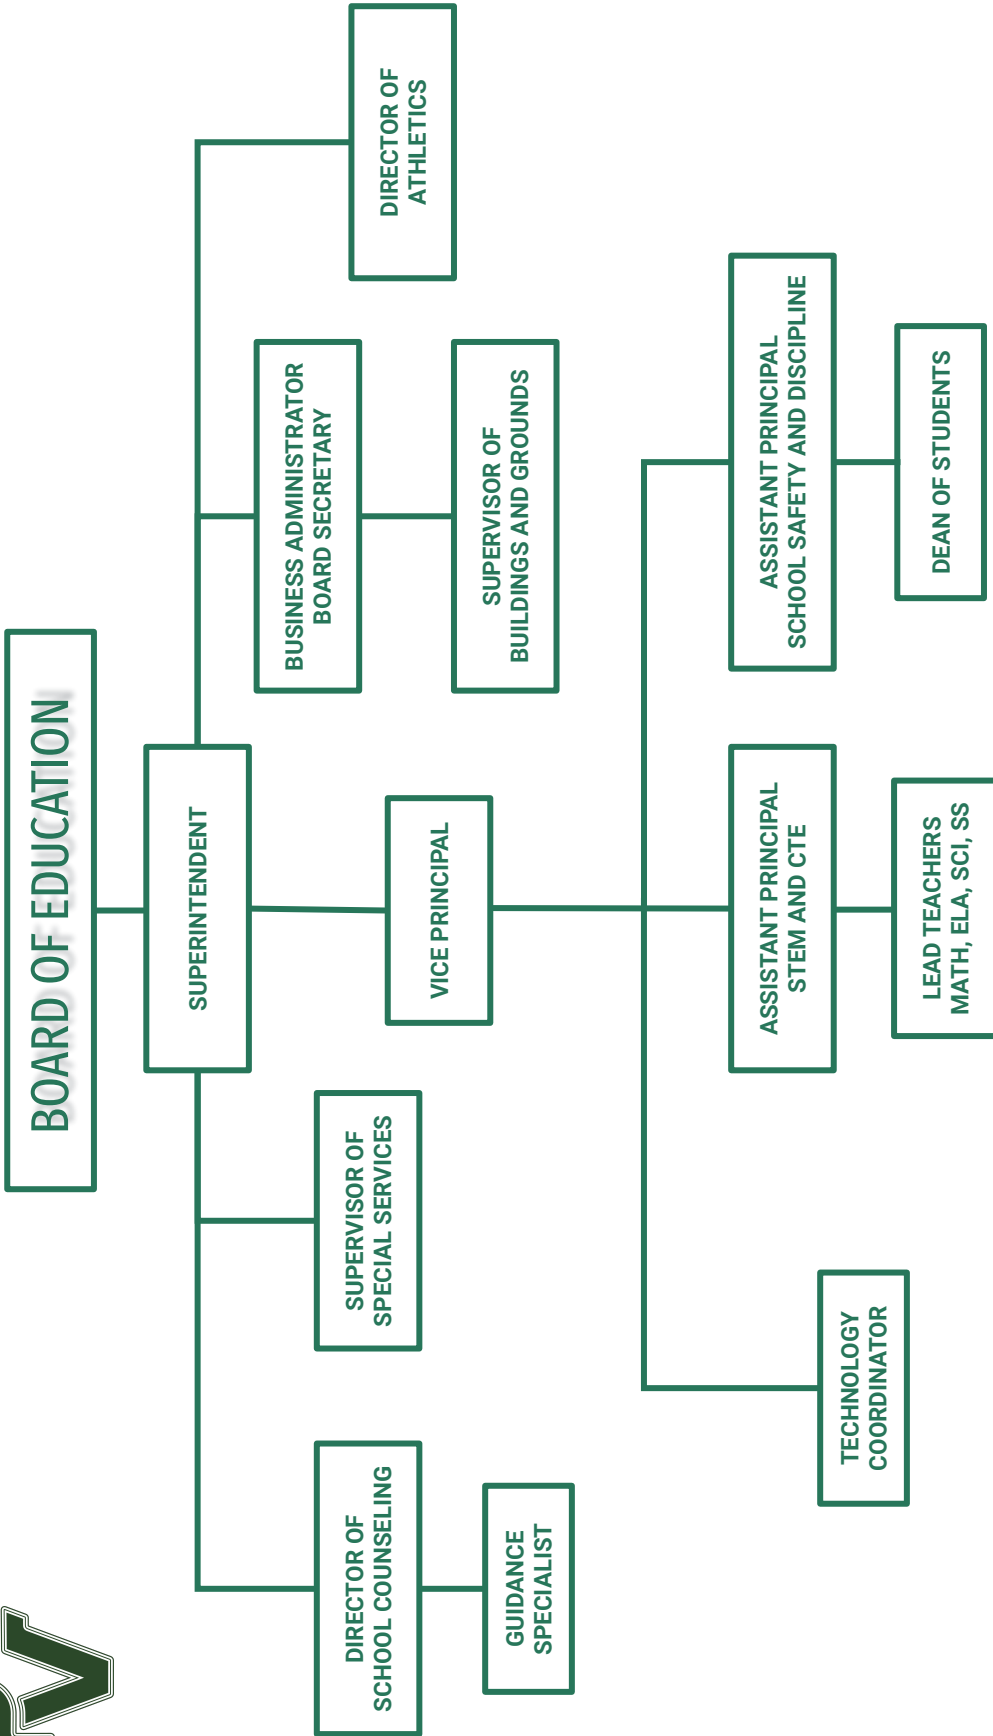 BOARD OF EDUCATION
SUPERINTENDENT
DIRECTOR OF
SCHOOL COUNSELING
GUIDANCE
SPECIALIST
SUPERVISOR OF
SPECIAL SERVICES
VICE PRINCIPAL
BUSINESS ADMINISTRATOR
BOARD SECRETARY
SUPERVISOR OF
BUILDINGS AND GROUNDS
DIRECTOR OF
ATHLETICS
TECHNOLOGY
COORDINATOR
ASSISTANT PRINCIPAL
STEM AND CTE
LEAD TEACHERS
MATH, ELA, SCI, SS
ASSISTANT PRINCIPAL
SCHOOL SAFETY AND DISCIPLINE
DEAN OF STUDENTS